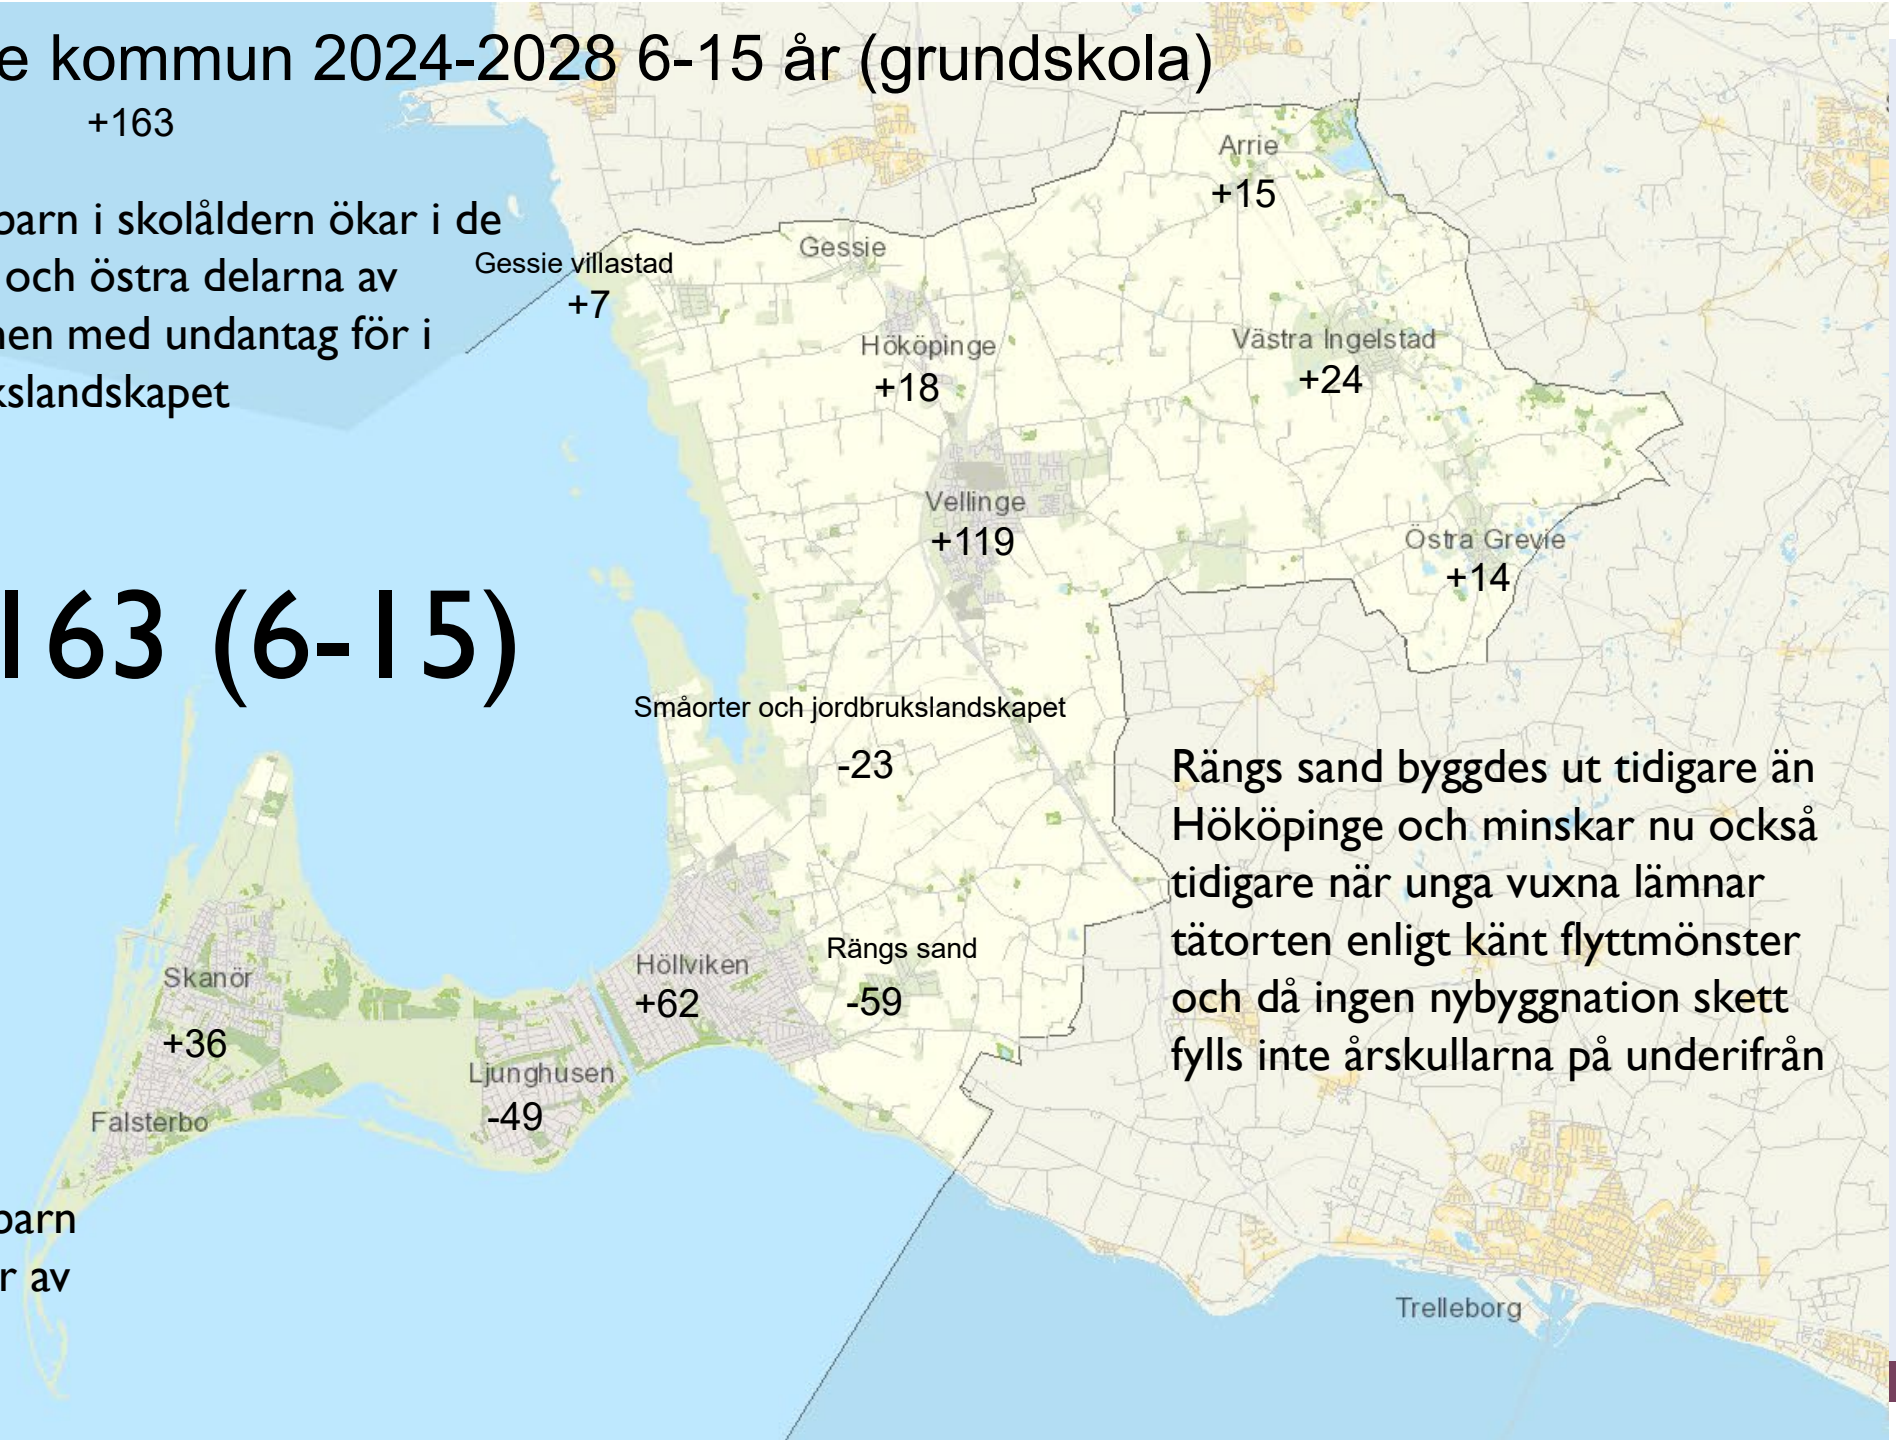 e kommun 2024-2028 6-15 år (grundskola)
+163
barn i skolåldern ökar i de
och östra delarna av
nen med undantag för i
kslandskapet
163 (6-15)
Arrie
+15
Gessie villastad
+7
Gessie
Hököpinge
+18
Västra Ingelstad
+24
Vellinge
+119
Östra Grevie
+14
Småorter och jordbrukslandskapet
-23
Rängs sand byggdes ut tidigare än
Hököpinge och minskar nu också
tidigare när unga vuxna lämnar
tätorten enligt känt flyttmönster
och då ingen nybyggnation skett
fylls inte årskullarna på underifrån
Skanör
+36
Falsterbo
Ljunghusen
-49
Höllviken
+62
Rängs sand
-59
barn
r av
Trelleborg